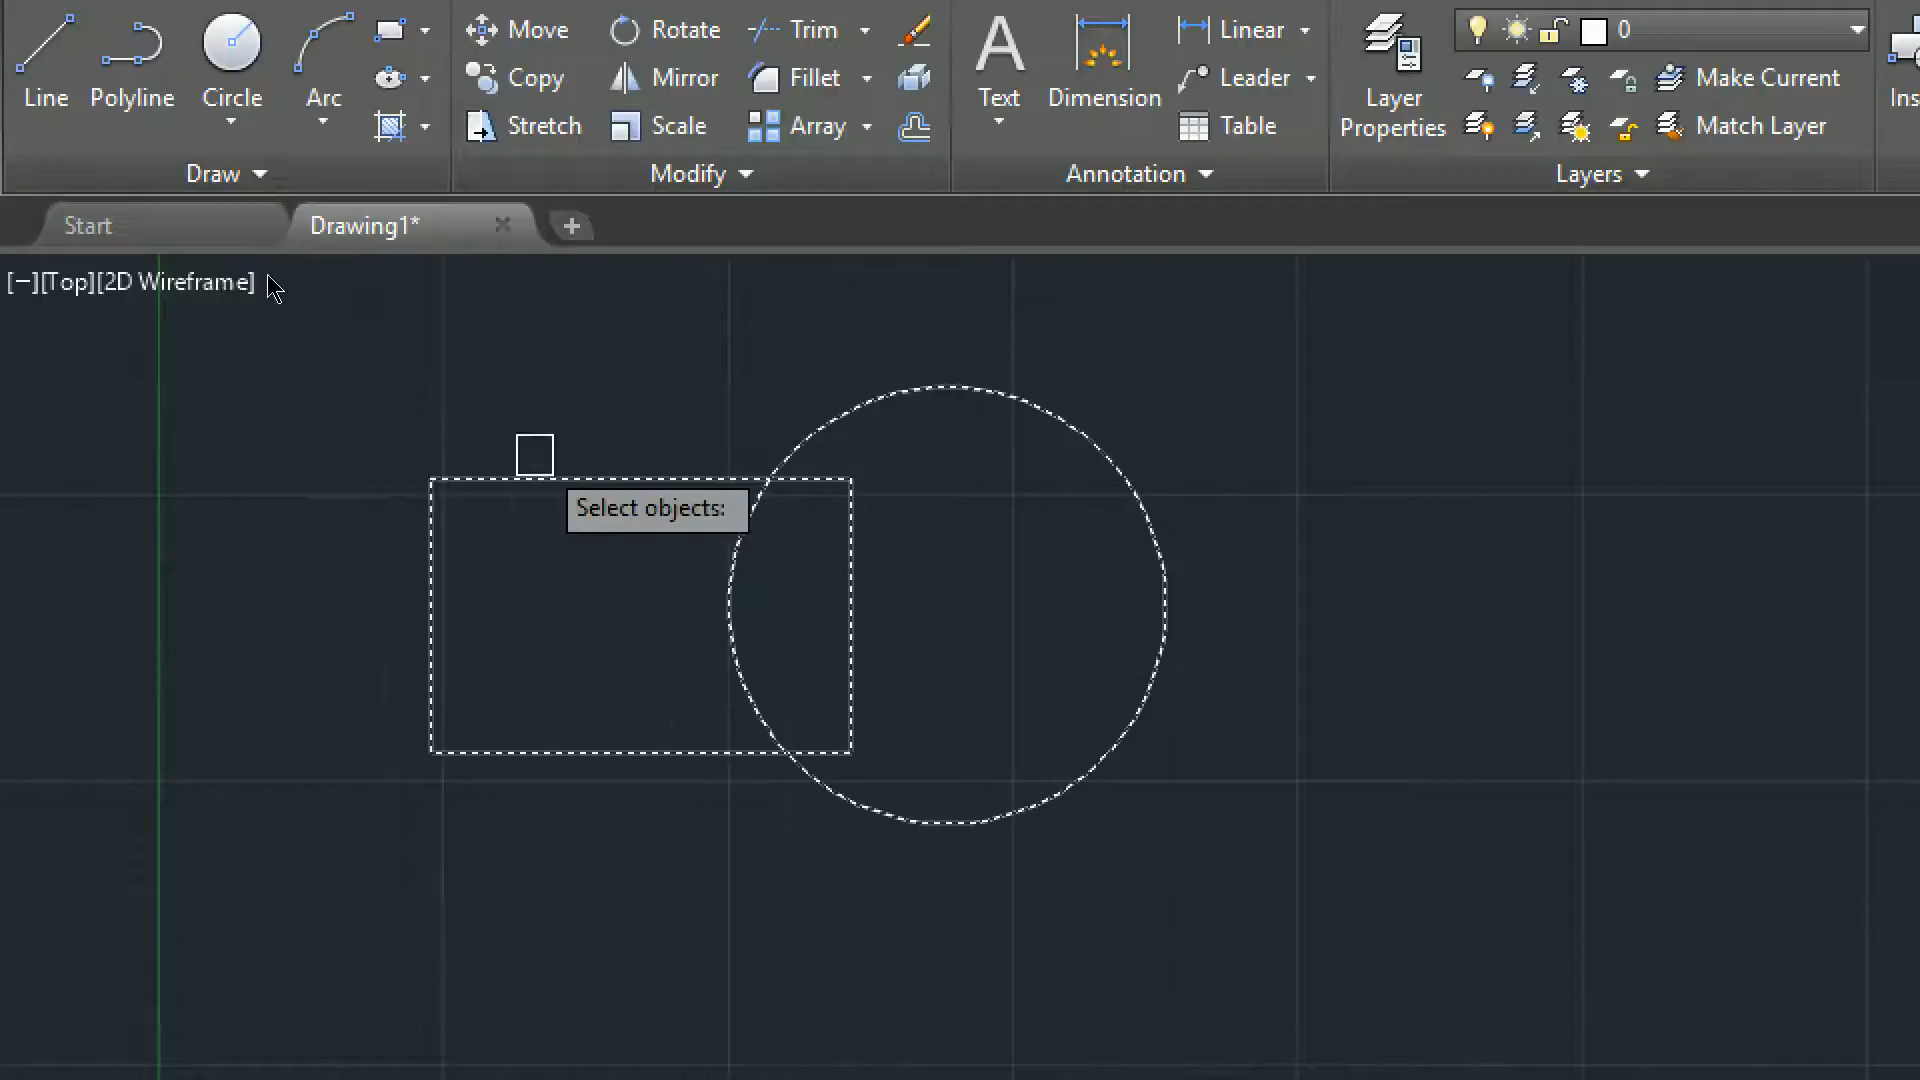 Line
Polyline
Circle
Arc
Draw
Move
Copy
Stretch
Rotate
Mirror
Scale
Trim
Fillet
Array
Modify
A
Text
Dimension
Linear
Leader
Table
Annotation
Layer
Properties
0
Make Current
Match Layer
Layers
Ins
Start
Drawing1*
[−][Top][2D Wireframe]
Select objects: